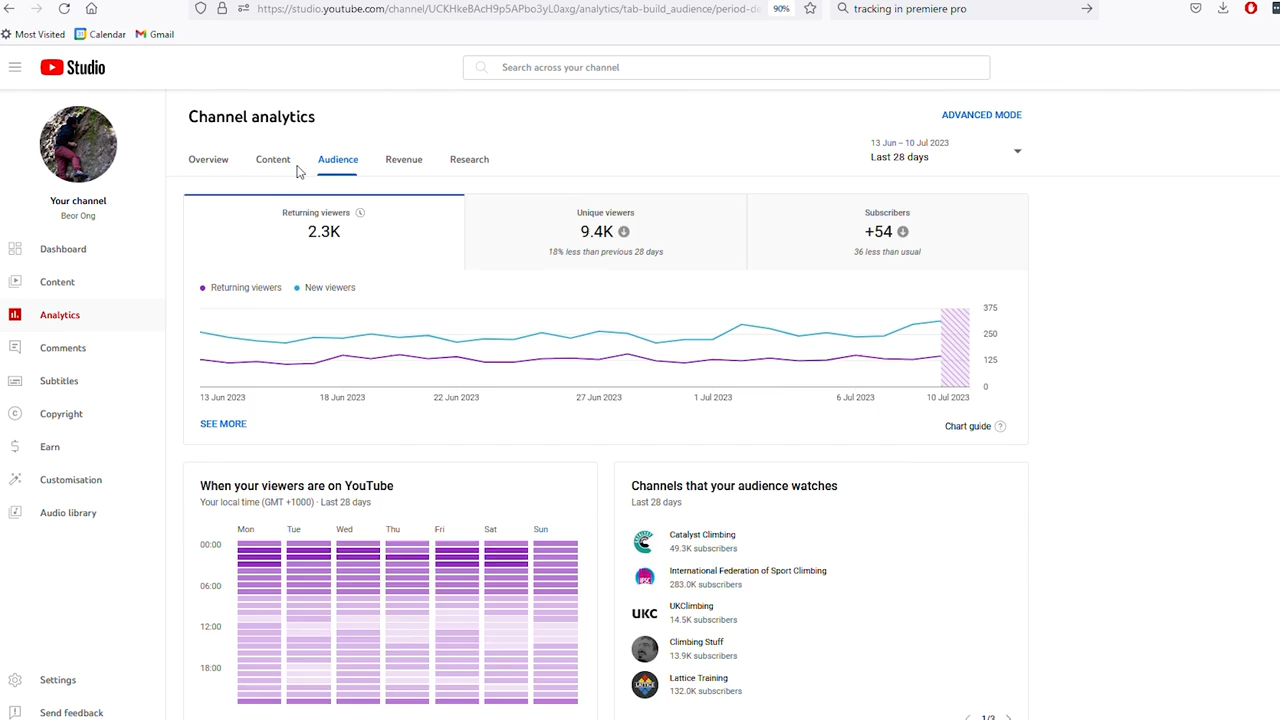 https://studio.youtube.com/channel/UCKHkeBAcH9p5APbo3yL0axg/analytics/tab-build_audience/period-de
90%
tracking in premiere pro
Most Visited
Calendar
Gmail
Studio
Search across your channel
Channel analytics
ADVANCED MODE
13 Jun – 10 Jul 2023
Last 28 days
Overview
Content
Audience
Revenue
Research
Your channel
Beor Ong
Dashboard
Content
Analytics
Comments
Subtitles
Copyright
Earn
Customisation
Audio library
Settings
Send feedback
Returning viewers
2.3K
Unique viewers
9.4K
18% less than previous 28 days
Subscribers
+54
36 less than usual
Returning viewers
New viewers
375
250
125
0
13 Jun 2023
18 Jun 2023
22 Jun 2023
27 Jun 2023
1 Jul 2023
6 Jul 2023
10 Jul 2023
SEE MORE
Chart guide
When your viewers are on YouTube
Your local time (GMT +1000) · Last 28 days
Mon
Tue
Wed
Thu
Fri
Sat
Sun
00:00
06:00
12:00
18:00
Channels that your audience watches
Last 28 days
Catalyst Climbing
49.3K subscribers
International Federation of Sport Climbing
283.0K subscribers
UKC
UKClimbing
14.5K subscribers
Climbing Stuff
13.9K subscribers
LATTICE
Lattice Training
132.0K subscribers
1/3